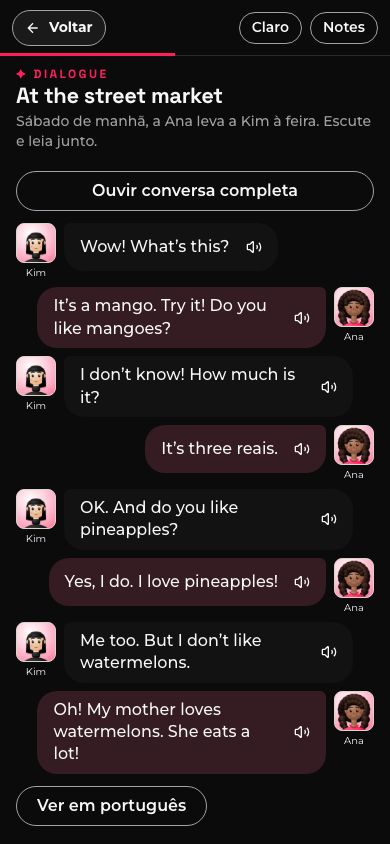 Voltar
Claro
Notes
DIALOGUE
At the street market
Sábado de manhã, a Ana leva a Kim à feira. Escute
e leia junto.
Ouvir conversa completa
Wow! What's this?
Kim
It's a mango. Try it! Do you
like mangoes?
Ana
I don't know! How much is
it?
Kim
It's three reais.
Ana
OK. And do you like
pineapples?
Kim
Yes, I do. I love pineapples!
Ana
Me too. But I don't like
watermelons.
Kim
Oh! My mother loves
watermelons. She eats a
lot!
Ana
Ver em português